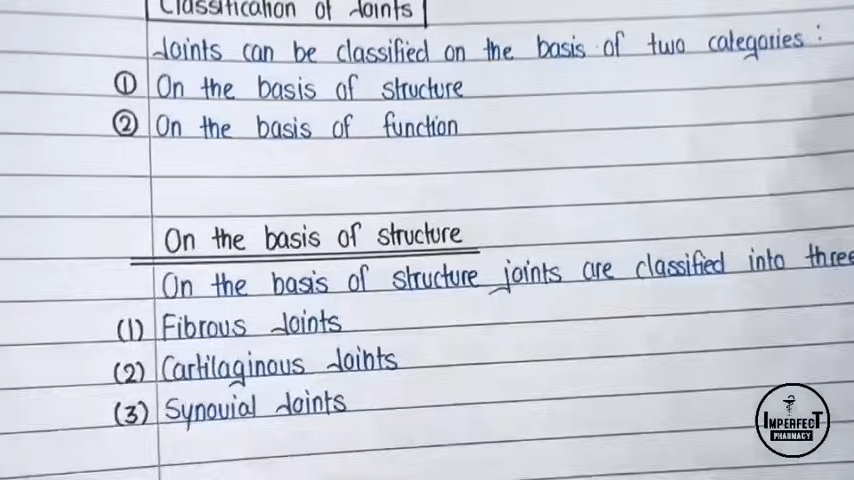 Classification of Joints
Joints can be classified on the basis of two categories :
① On the basis of structure
② On the basis of function
On the basis of structure
On the basis of structure joints are classified into three
(1) Fibrous Joints
(2) Cartilaginous Joints
(3) Synovial Joints
IMPERFECT
PHARMACY